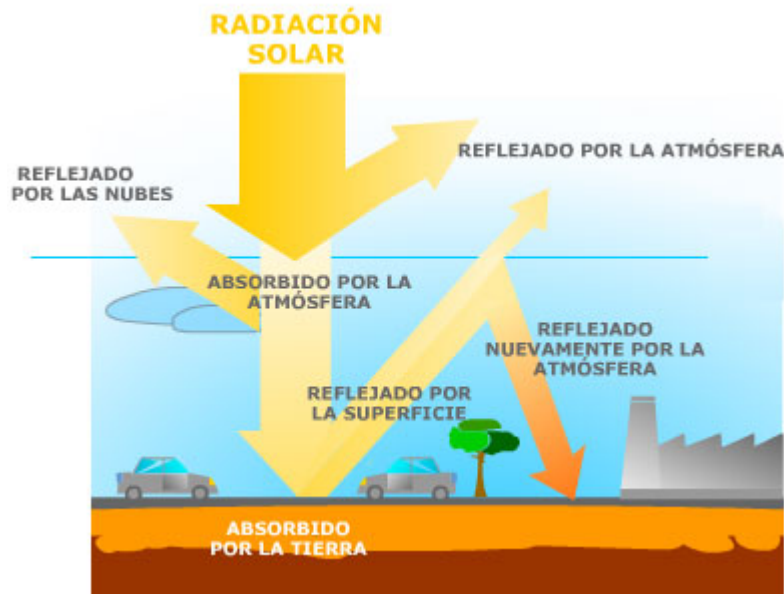 RADIACIÓN
SOLAR
REFLEJADO POR LA ATMÓSFERA
REFLEJADO
POR LAS NUBES
ABSORBIDO POR LA
ATMÓSFERA
REFLEJADO
NUEVAMENTE POR LA
ATMÓSFERA
REFLEJADO POR
LA SUPERFICIE
ABSORBIDO
POR LA TIERRA